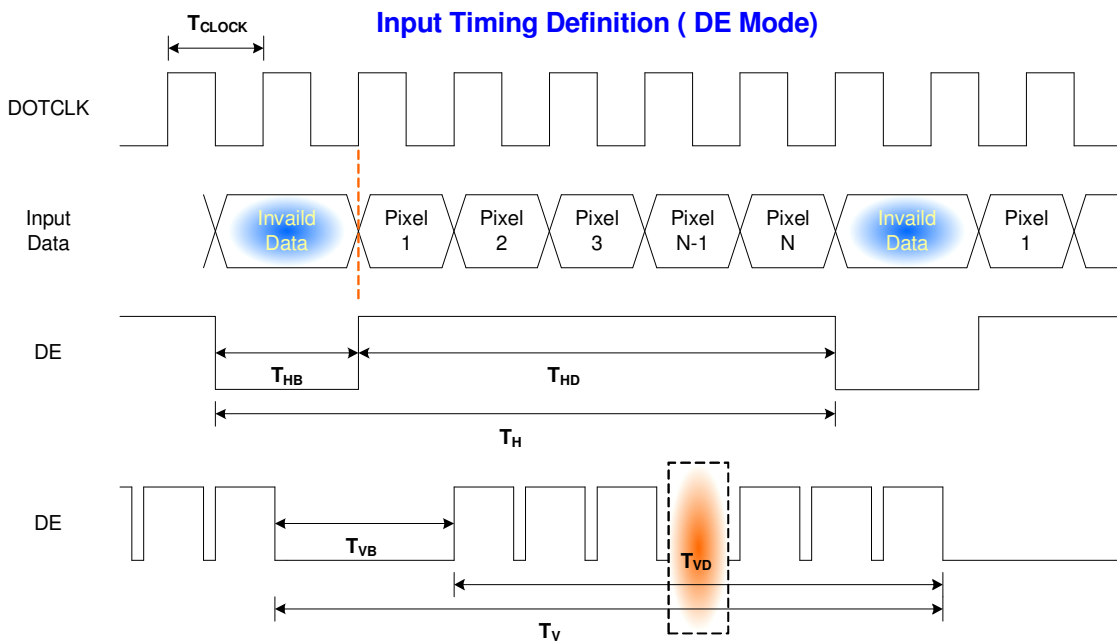 Input Timing Definition ( DE Mode)
TCLOCK
DOTCLK
Input
Data
Invaild
Data
Pixel
1
Pixel
2
Pixel
3
Pixel
N-1
Pixel
N
Invaild
Data
Pixel
1
DE
THB
THD
TH
DE
TVB
TVD
TV